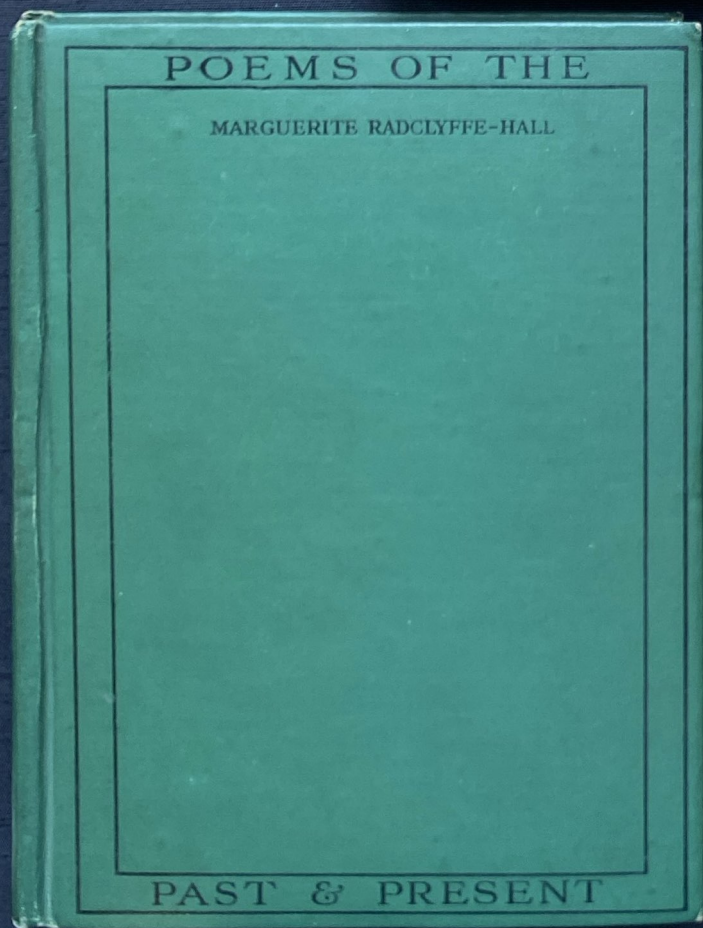 POEMS OF THE
MARGUERITE RADCLYFFE-HALL
PAST & PRESENT